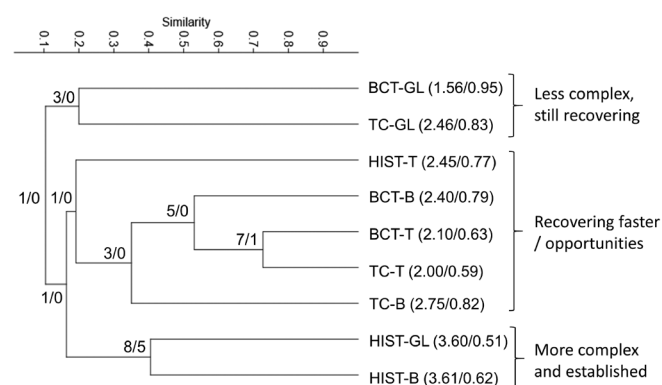 Similarity
0.1 0.2 0.3 0.4 0.5 0.6 0.7 0.8 0.9
3/0
BCT-GL (1.56/0.95)
TC-GL (2.46/0.83)
Less complex,
still recovering
1/0
1/0
HIST-T (2.45/0.77)
5/0
BCT-B (2.40/0.79)
7/1
BCT-T (2.10/0.63)
3/0
TC-T (2.00/0.59)
TC-B (2.75/0.82)
Recovering faster
/ opportunities
1/0
8/5
HIST-GL (3.60/0.51)
HIST-B (3.61/0.62)
More complex
and established